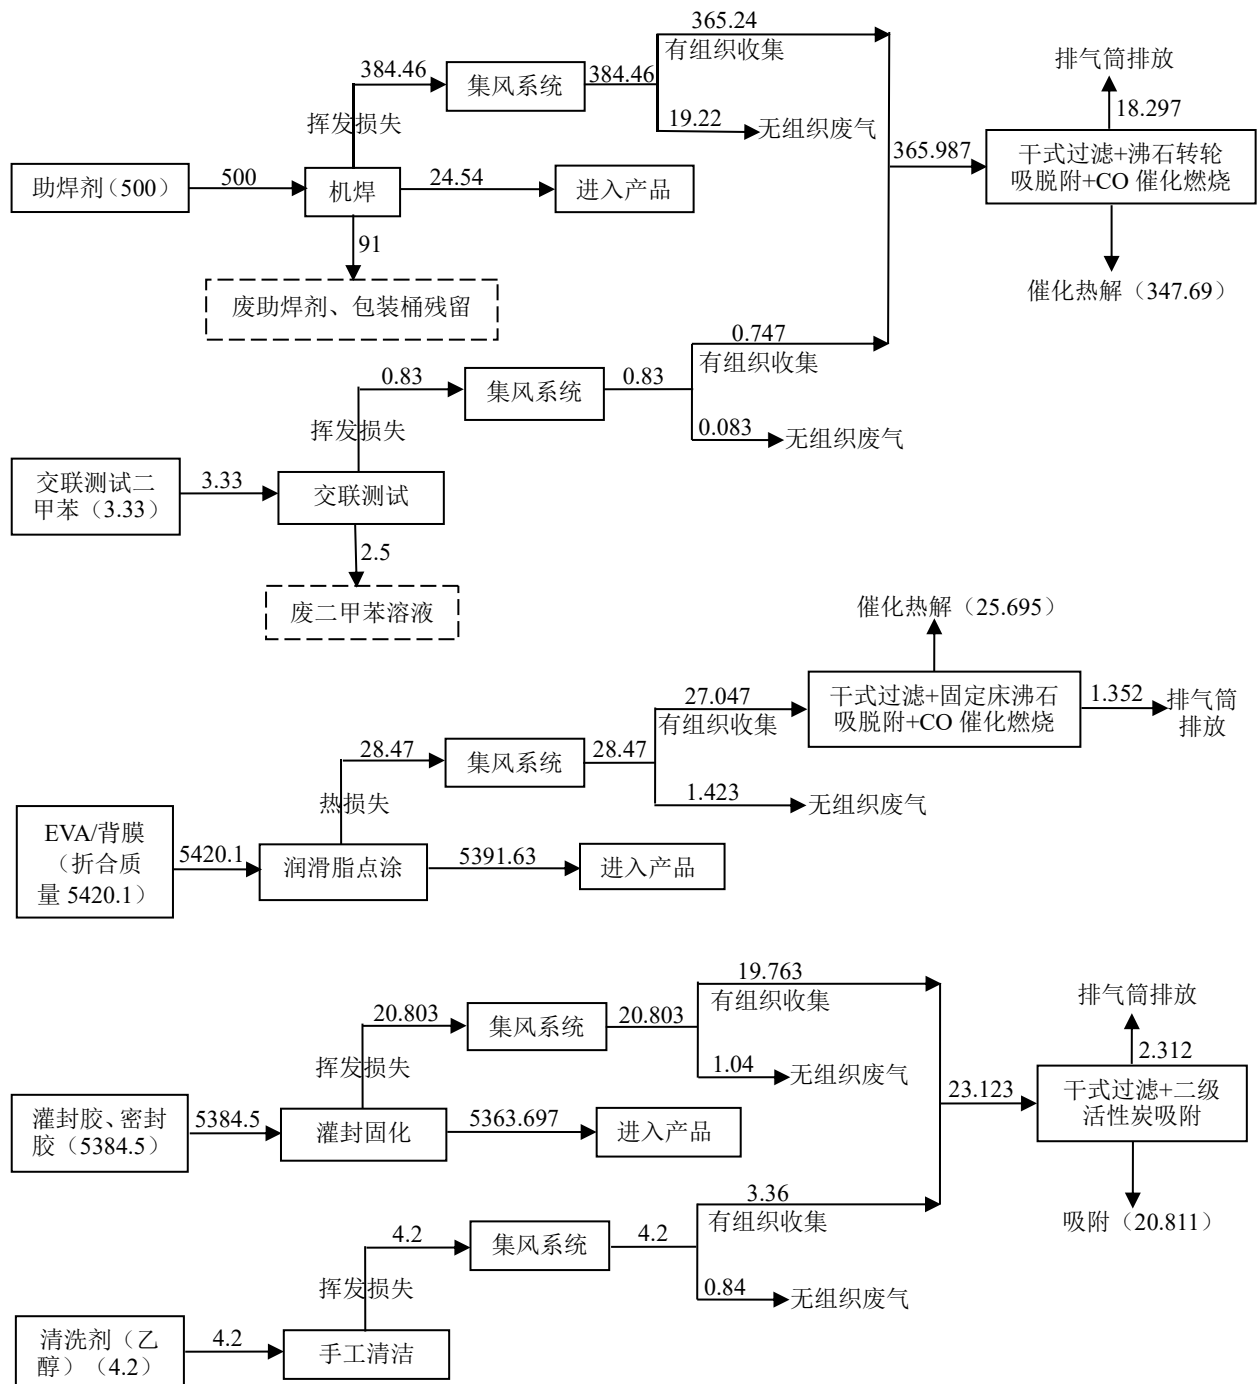 365.24
384.46
集风系统
384.46
有组织收集
排气筒排放
18.297
挥发损失
19.22
无组织废气
助焊剂（500）
500
机焊
24.54
进入产品
365.987
干式过滤+沸石转轮
吸脱附+CO 催化燃烧
91
废助焊剂、包装桶残留
催化热解（347.69）
0.747
0.83
集风系统
0.83
有组织收集
挥发损失
0.083
无组织废气
交联测试二
甲苯（3.33）
3.33
交联测试
2.5
废二甲苯溶液
催化热解（25.695）
27.047
干式过滤+固定床沸石
吸脱附+CO 催化燃烧
1.352
排气筒
排放
有组织收集
28.47
集风系统
28.47
热损失
1.423
无组织废气
EVA/背膜
（折合质
量 5420.1）
5420.1
润滑脂点涂
5391.63
进入产品
19.763
有组织收集
排气筒排放
20.803
集风系统
20.803
2.312
挥发损失
1.04
无组织废气
灌封胶、密封
胶（5384.5）
5384.5
灌封固化
5363.697
进入产品
23.123
干式过滤+二级
活性炭吸附
3.36
有组织收集
吸附（20.811）
4.2
集风系统
4.2
挥发损失
0.84
无组织废气
清洗剂（乙
醇）（4.2）
4.2
手工清洁